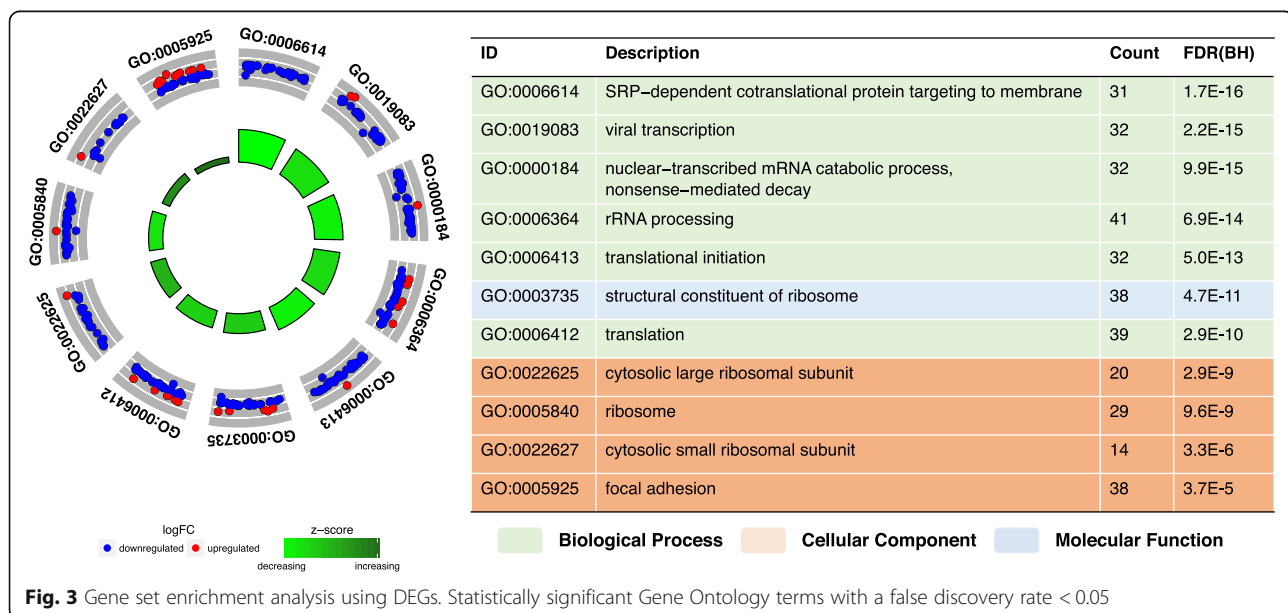 GO:0006614
GO:0019083
GO:0000184
GO:0006364
GO:0006413
GO:0003735
GO:0006412
GO:0022625
GO:0005840
GO:0022627
GO:0005925
logFC
downregulated upregulated
z−score
decreasing increasing
ID Description Count FDR(BH)
GO:0006614 SRP−dependent cotranslational protein targeting to membrane 31 1.7E-16
GO:0019083 viral transcription 32 2.2E-15
GO:0000184 nuclear−transcribed mRNA catabolic process,
nonsense−mediated decay 32 9.9E-15
GO:0006364 rRNA processing 41 6.9E-14
GO:0006413 translational initiation 32 5.0E-13
GO:0003735 structural constituent of ribosome 38 4.7E-11
GO:0006412 translation 39 2.9E-10
GO:0022625 cytosolic large ribosomal subunit 20 2.9E-9
GO:0005840 ribosome 29 9.6E-9
GO:0022627 cytosolic small ribosomal subunit 14 3.3E-6
GO:0005925 focal adhesion 38 3.7E-5
Biological Process Cellular Component Molecular Function
Fig. 3 Gene set enrichment analysis using DEGs. Statistically significant Gene Ontology terms with a false discovery rate < 0.05